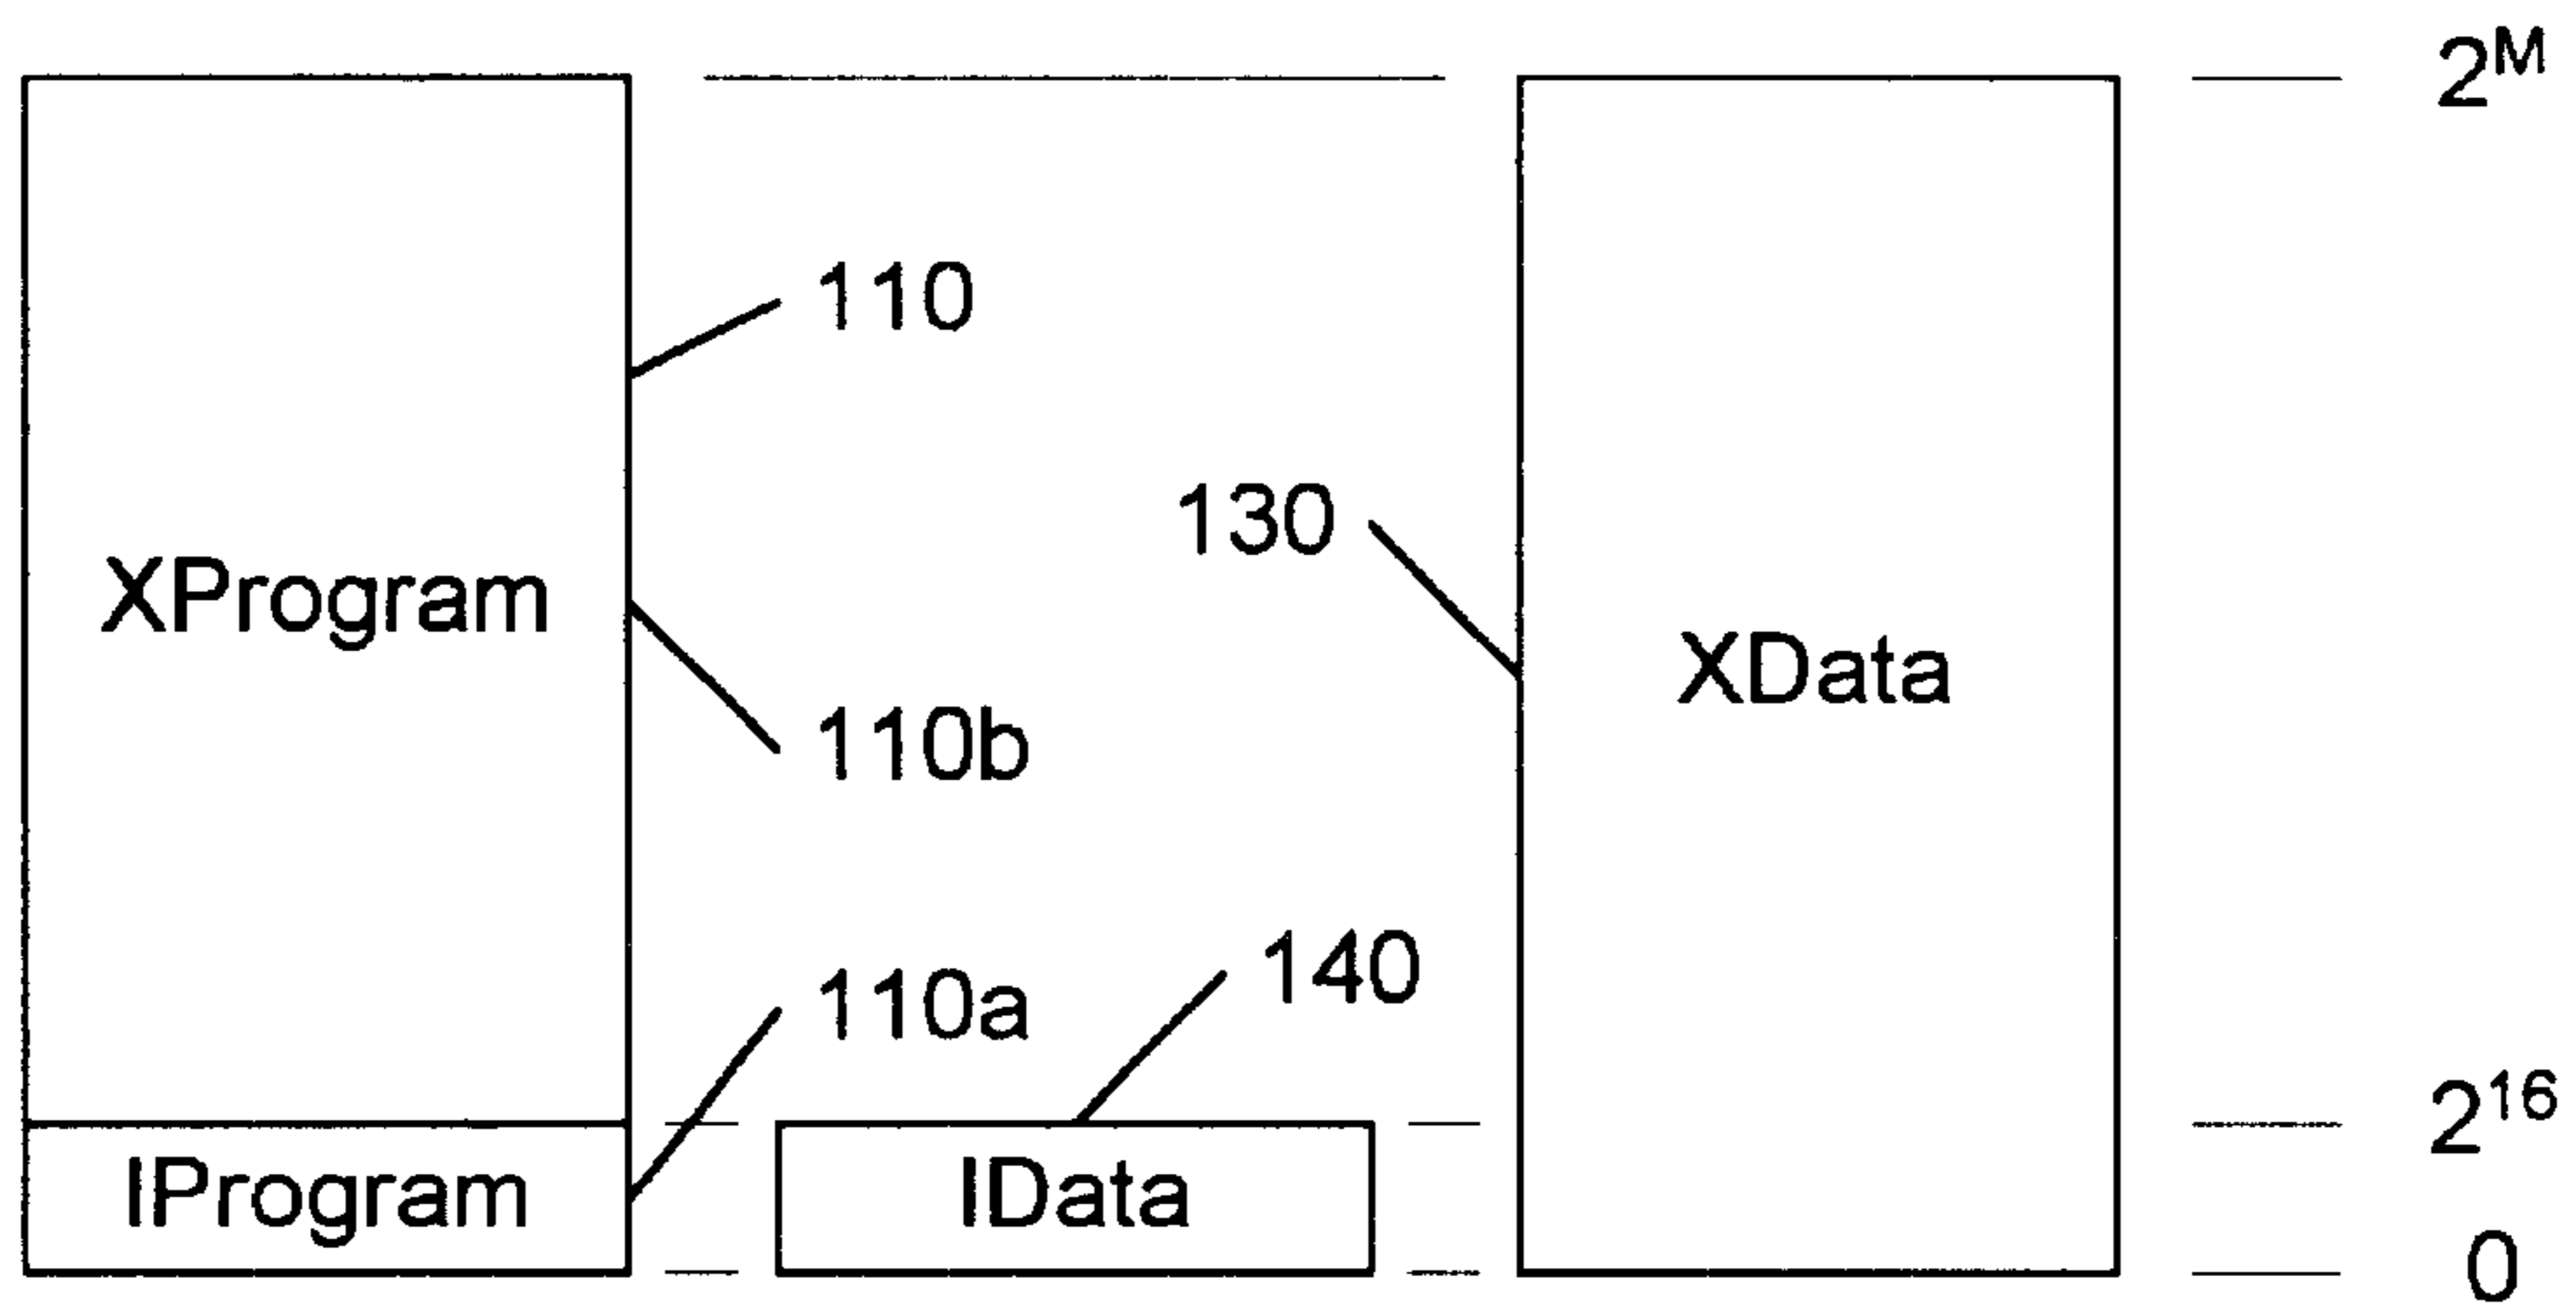 2^M
110
130
XProgram
XData
110b
140
110a
2^16
IProgram
IData
0